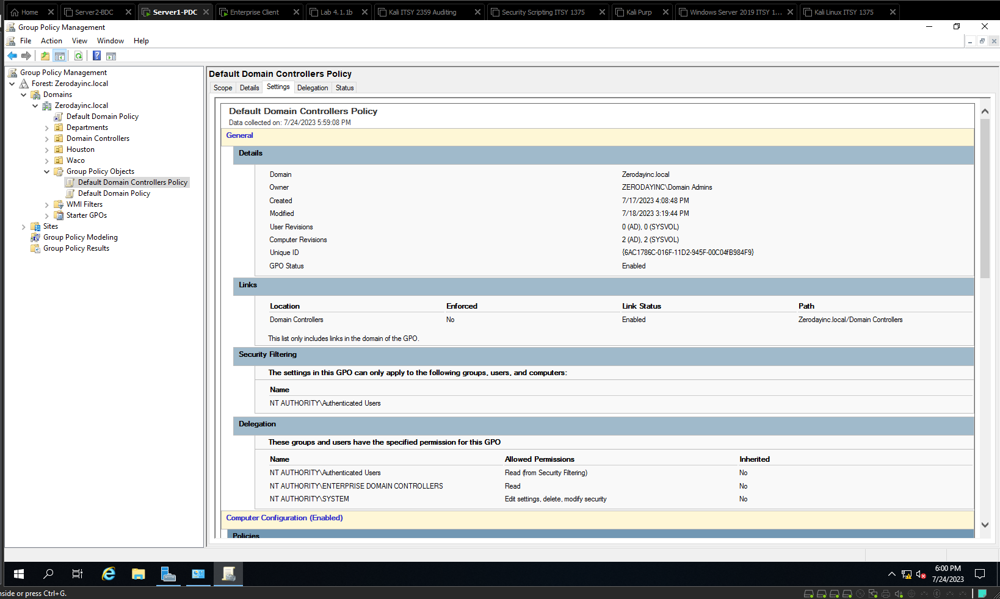 Home
Server2-BDC
Server1-PDC
Enterprise Client
Lab 4.1.1b
Kali ITSY 2359 Auditing
Security Scripting ITSY 1375
Kali Purp
Windows Server 2019 ITSY 1...
Kali Linux ITSY 1375
Group Policy Management
File Action View Window Help
Group Policy Management
Forest: Zerodayinc.local
Domains
Zerodayinc.local
Default Domain Policy
Departments
Domain Controllers
Houston
Waco
Group Policy Objects
Default Domain Controllers Policy
Default Domain Policy
WMI Filters
Starter GPOs
Sites
Group Policy Modeling
Group Policy Results
Default Domain Controllers Policy
Scope Details Settings Delegation Status
Default Domain Controllers Policy
Data collected on: 7/24/2023 5:59:08 PM
General
Details
Domain Zerodayinc.local
Owner ZERODAYINC\Domain Admins
Created 7/17/2023 4:08:48 PM
Modified 7/18/2023 3:19:44 PM
User Revisions 0 (AD), 0 (SYSVOL)
Computer Revisions 2 (AD), 2 (SYSVOL)
Unique ID {6AC1786C-016F-11D2-945F-00C04fB984F9}
GPO Status Enabled
Links
Location Enforced Link Status Path
Domain Controllers No Enabled Zerodayinc.local/Domain Controllers
This list only includes links in the domain of the GPO.
Security Filtering
The settings in this GPO can only apply to the following groups, users, and computers:
Name
NT AUTHORITY\Authenticated Users
Delegation
These groups and users have the specified permission for this GPO
Name Allowed Permissions Inherited
NT AUTHORITY\Authenticated Users Read (from Security Filtering) No
NT AUTHORITY\ENTERPRISE DOMAIN CONTROLLERS Read No
NT AUTHORITY\SYSTEM Edit settings, delete, modify security No
Computer Configuration (Enabled)
Policies
6:00 PM
7/24/2023
nside or press Ctrl+G.